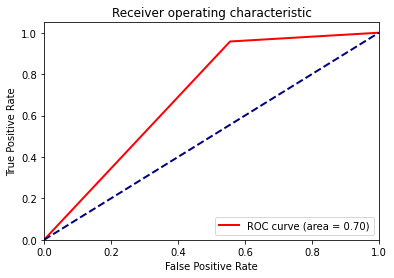 Receiver operating characteristic
True Positive Rate
1.0
0.8
0.6
0.4
0.2
0.0
ROC curve (area = 0.70)
0.0 0.2 0.4 0.6 0.8 1.0
False Positive Rate